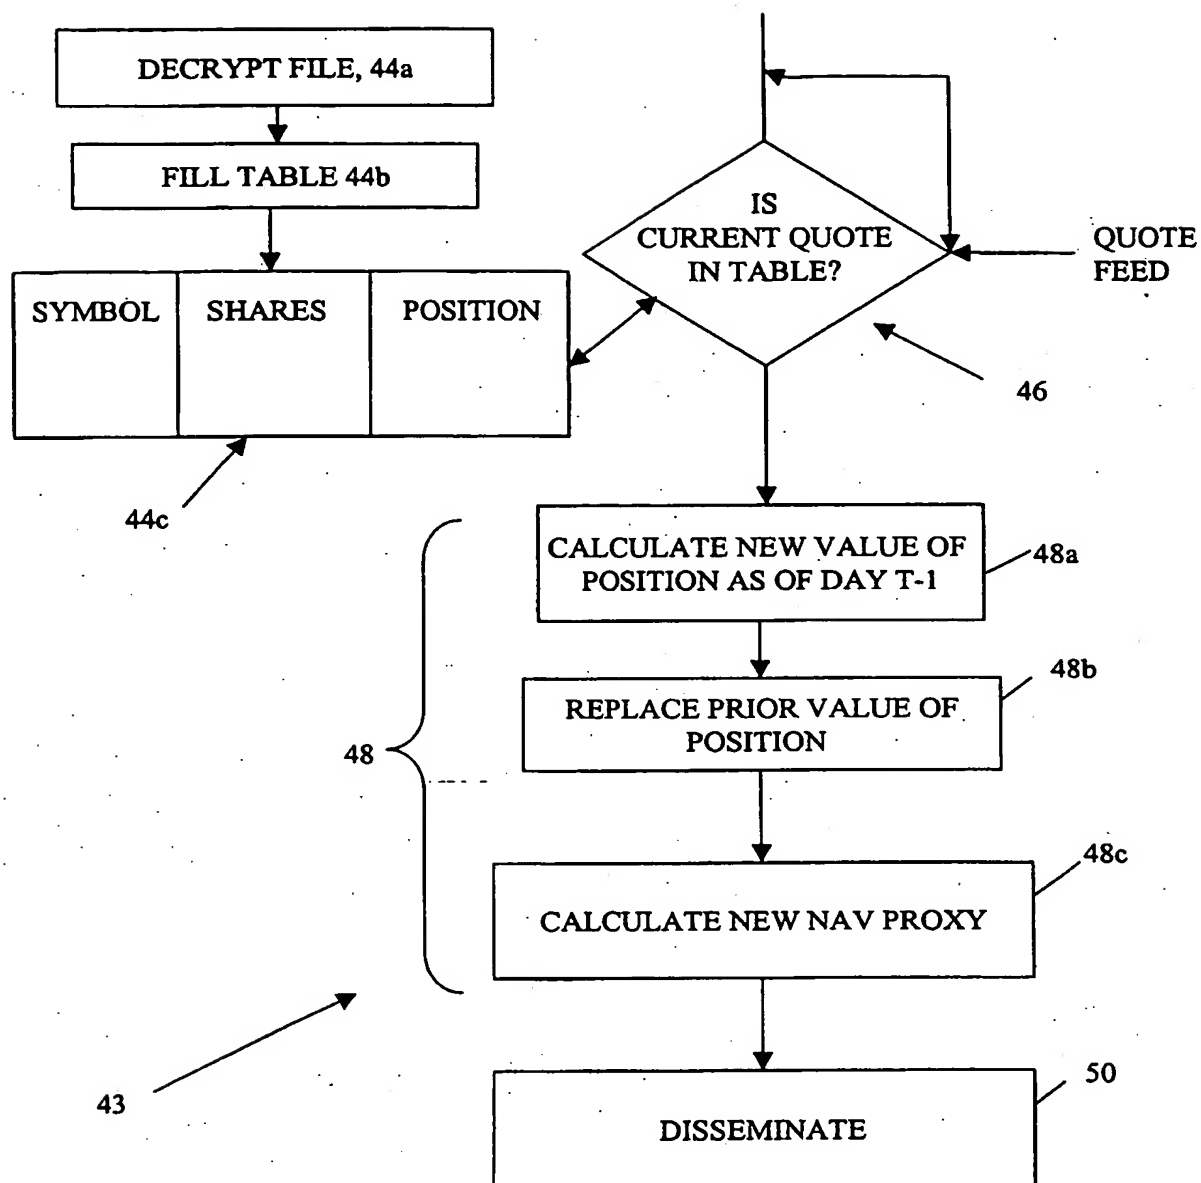 DECRYPT FILE, 44a
FILL TABLE 44b
SYMBOL
SHARES
POSITION
44c
IS
CURRENT QUOTE
IN TABLE?
QUOTE
FEED
46
CALCULATE NEW VALUE OF
POSITION AS OF DAY T-1
48a
REPLACE PRIOR VALUE OF
POSITION
48b
48
CALCULATE NEW NAV PROXY
48c
43
DISSEMINATE
50